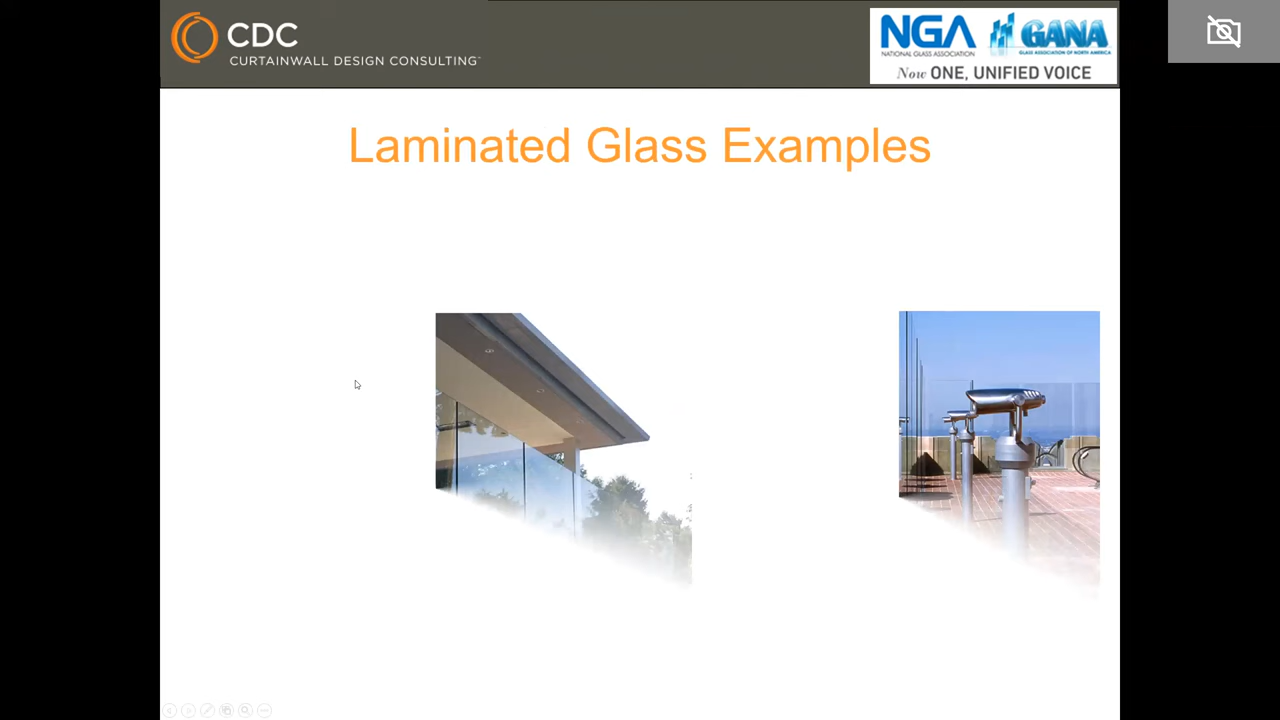 CDC
CURTAINWALL DESIGN CONSULTING
NGA
NATIONAL GLASS ASSOCIATION
GANA
GLASS ASSOCIATION OF NORTH AMERICA
Now ONE, UNIFIED VOICE
Laminated Glass Examples